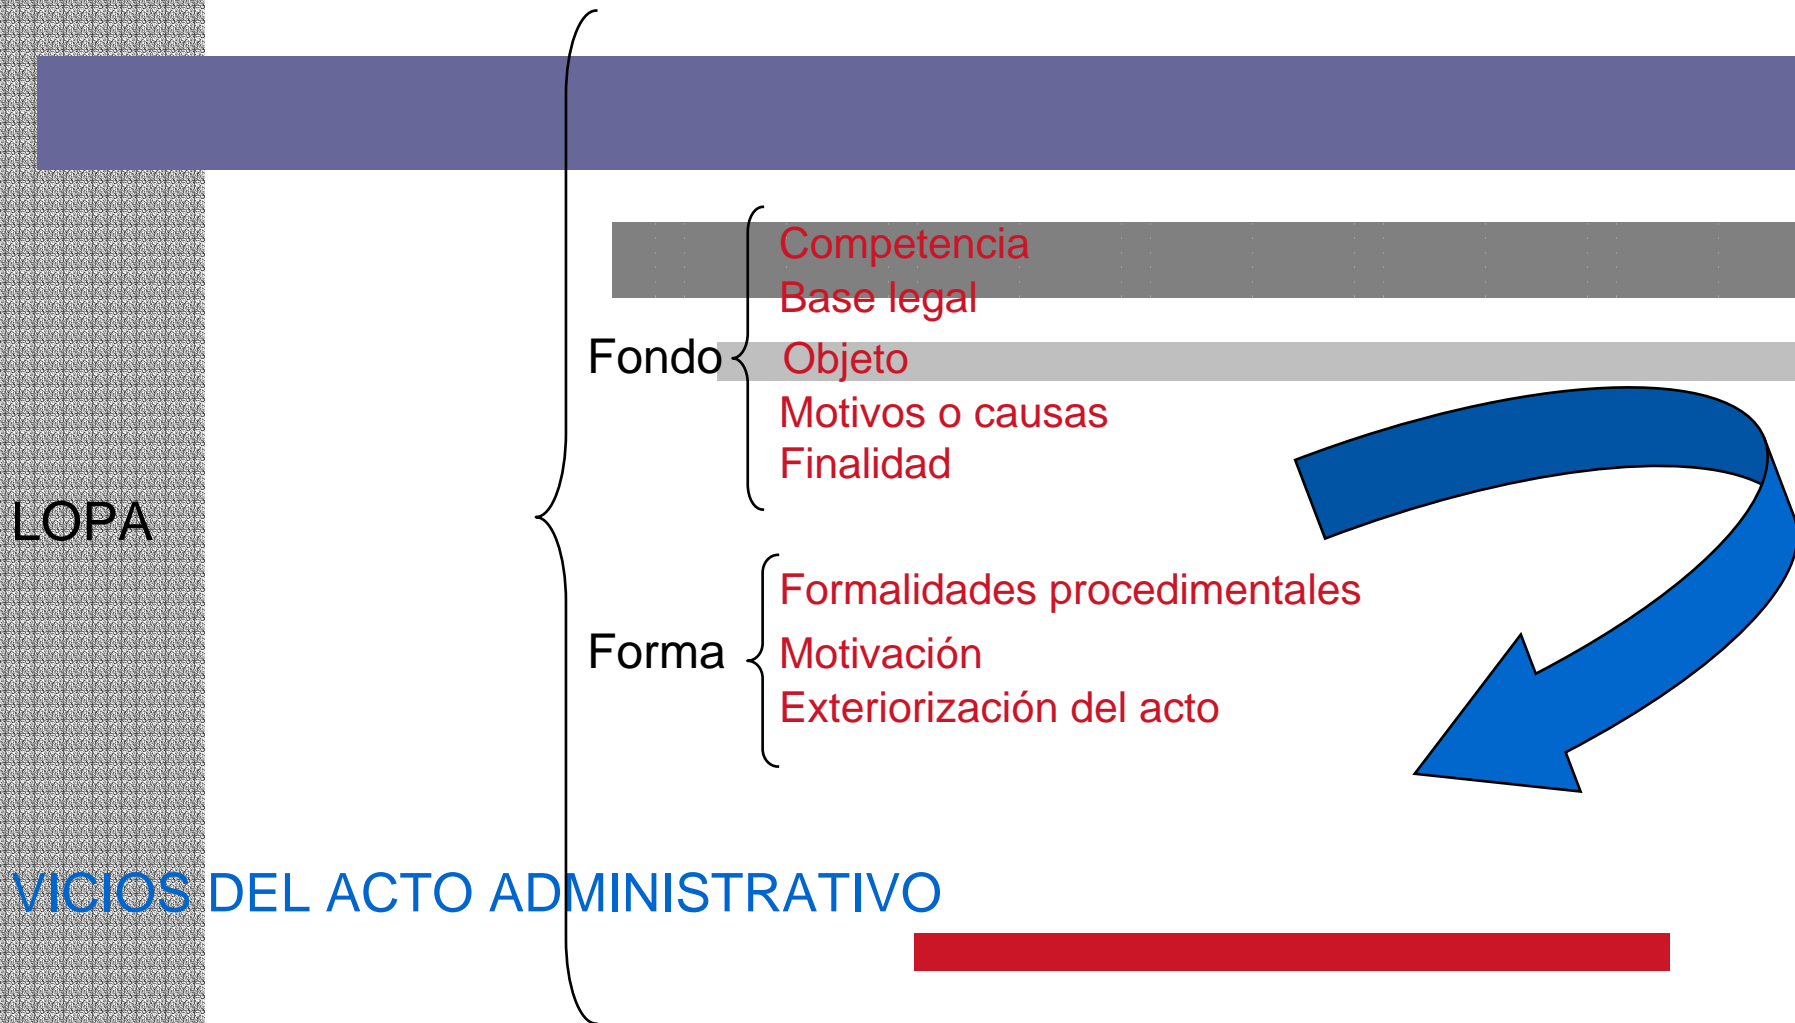 Competencia
Base legal
Fondo
Objeto
Motivos o causas
Finalidad
LOPA
Formalidades procedimentales
Forma
Motivación
Exteriorización del acto
VICIOS DEL ACTO ADMINISTRATIVO